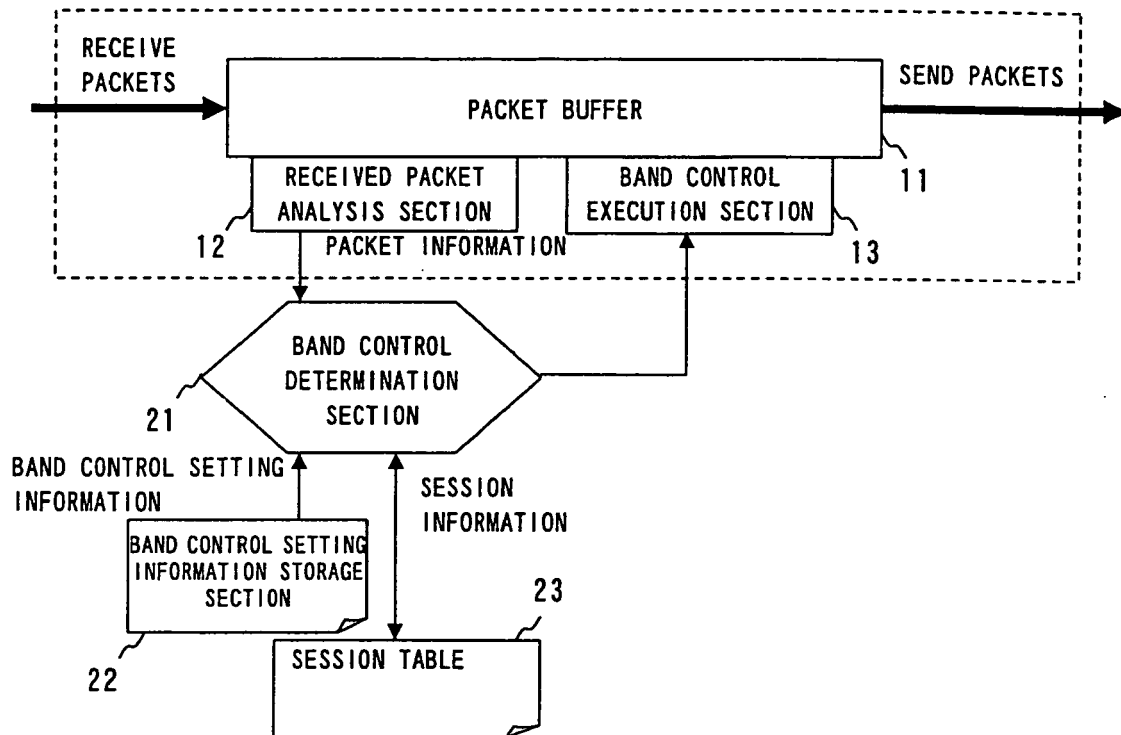 RECEIVE
PACKETS
SEND PACKETS
PACKET BUFFER
11
RECEIVED PACKET
ANALYSIS SECTION
BAND CONTROL
EXECUTION SECTION
12
PACKET INFORMATION
13
BAND CONTROL
DETERMINATION
SECTION
21
BAND CONTROL SETTING
INFORMATION
SESSION
INFORMATION
BAND CONTROL SETTING
INFORMATION STORAGE
SECTION
22
23
SESSION TABLE